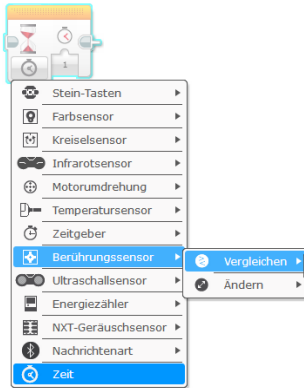 1
Stein-Tasten
Farbsensor
Kreiselsensor
Infrarotsensor
Motorumdrehung
Temperatursensor
Zeitgeber
Berührungssensor
Vergleichen
Ändern
Ultraschallsensor
Energiezähler
NXT-Geräuschsensor
Nachrichtenart
Zeit